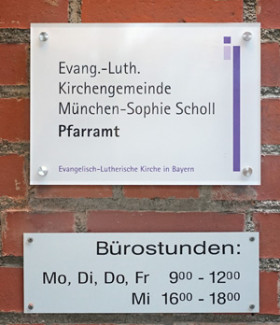 Evang.-Luth.
Kirchengemeinde
München-Sophie Scholl
Pfarramt
Evangelisch-Lutherische Kirche in Bayern
Bürostunden:
Mo, Di, Do, Fr 9⁰⁰ - 12⁰⁰
Mi 16⁰⁰ - 18⁰⁰